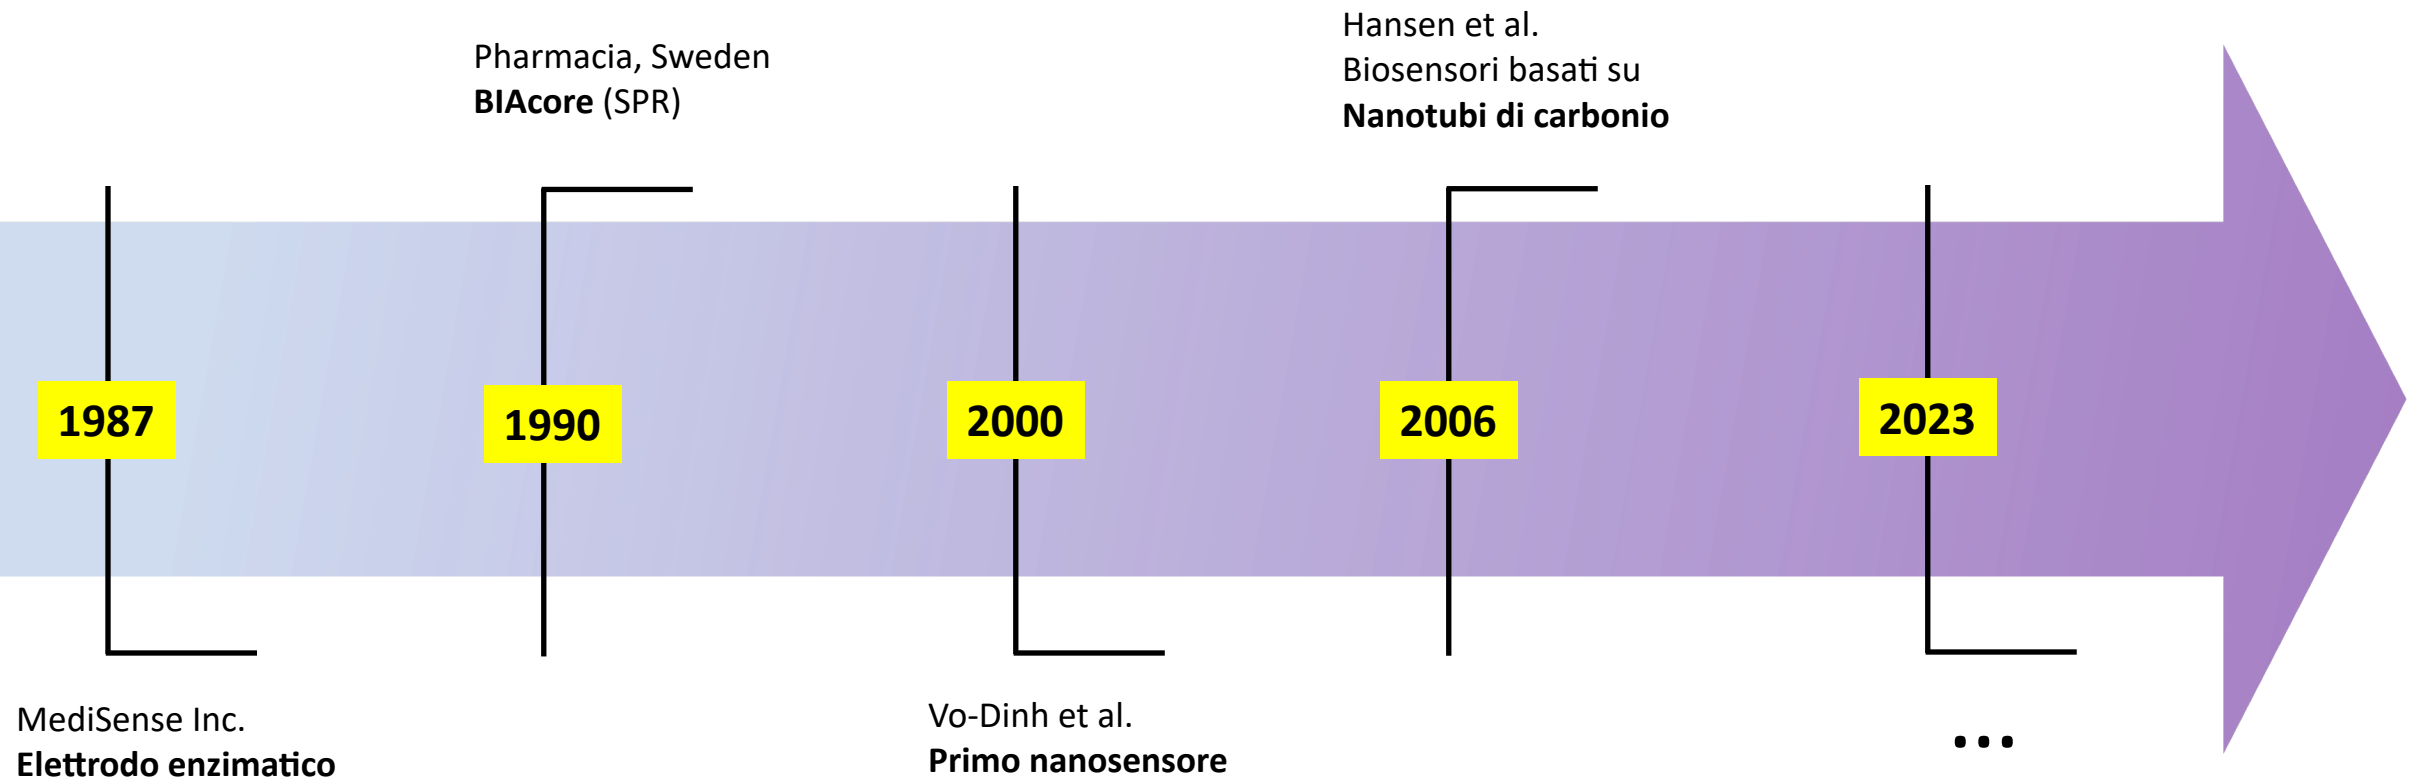 Pharmacia, Sweden
BIAcore (SPR)
Hansen et al.
Biosensori basati su
Nanotubi di carbonio
1987
1990
2000
2006
2023
MediSense Inc.
Elettrodo enzimatico
Vo-Dinh et al.
Primo nanosensore
...